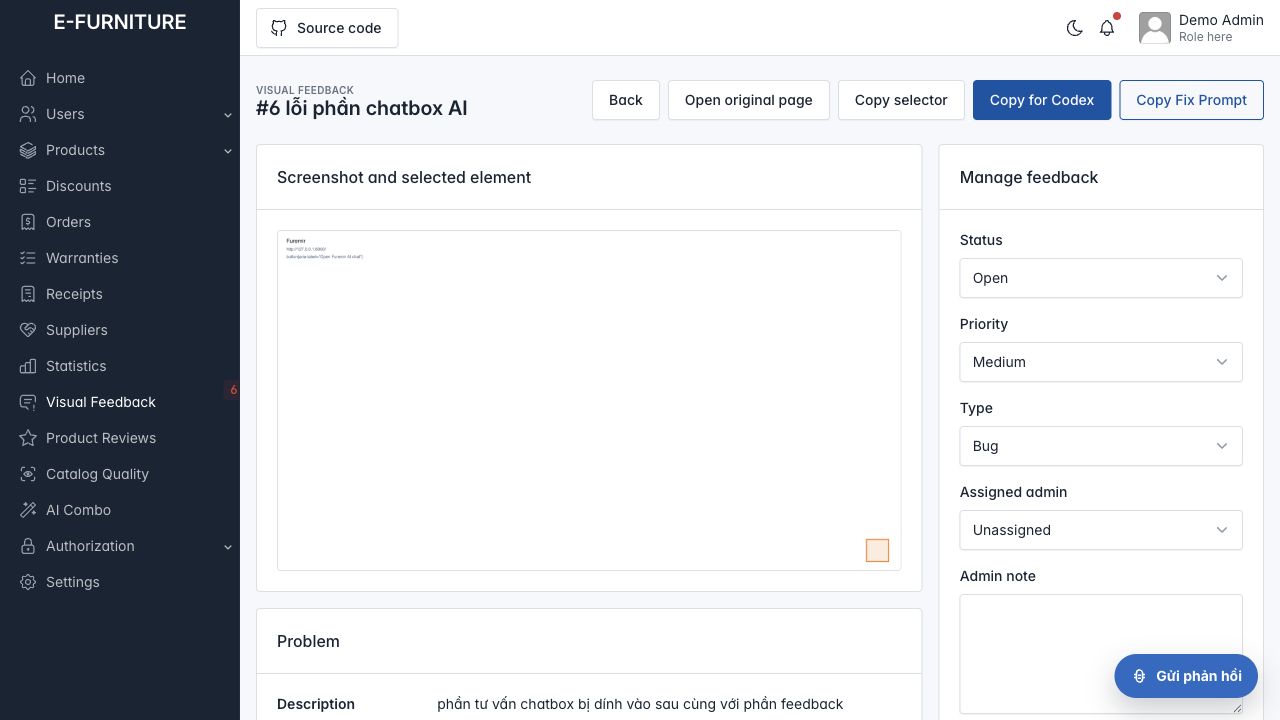 E-FURNITURE
Home
Users
Products
Discounts
Orders
Warranties
Receipts
Suppliers
Statistics
Visual Feedback
6
Product Reviews
Catalog Quality
AI Combo
Authorization
Settings
Source code
Demo Admin
Role here
VISUAL FEEDBACK
#6 lỗi phần chatbox AI
Back
Open original page
Copy selector
Copy for Codex
Copy Fix Prompt
Screenshot and selected element
Furemir
Problem
Description
phần tư vấn chatbox bị dính vào sau cùng với phần feedback
Manage feedback
Status
Open
Priority
Medium
Type
Bug
Assigned admin
Unassigned
Admin note
Gửi phản hồi